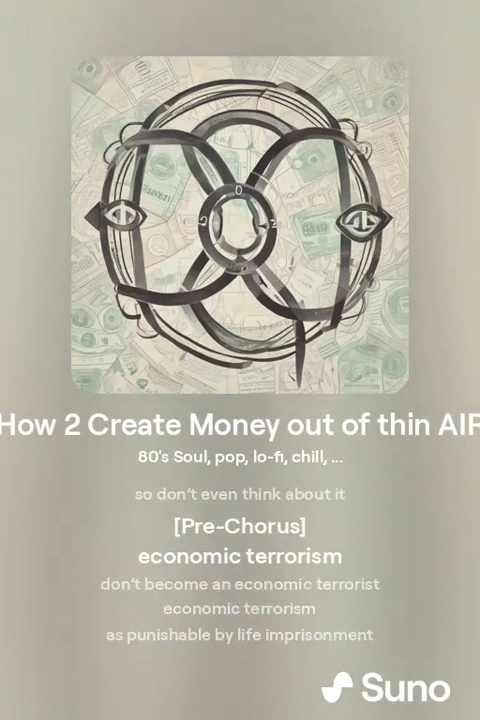 How 2 Create Money out of thin AIR
80's Soul, pop, lo-fi, chill, ...
so don't even think about it
[Pre-Chorus]
economic terrorism
don't become an economic terrorist
economic terrorism
as punishable by life imprisonment
Suno